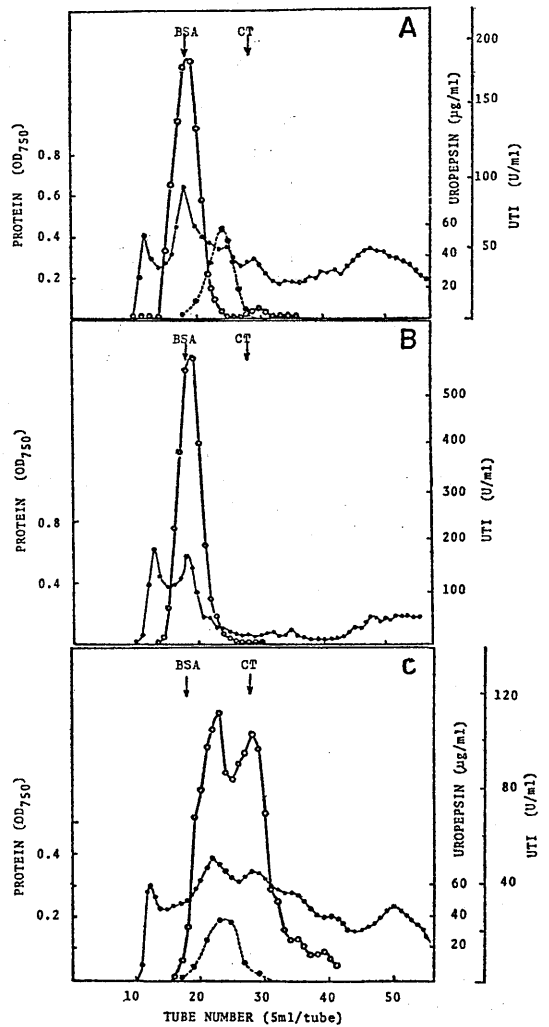 A
BSA CT
200
150
100
50
60
40
20
0.8
0.6
0.4
0.2
PROTEIN (OD750)
UROPEPSIN (µg/ml)
UTI (U/ml)
B
BSA CT
500
400
300
200
100
0.8
0.4
PROTEIN (OD750)
UTI (U/ml)
C
BSA CT
120
80
40
60
40
20
0.4
0.2
PROTEIN (OD750)
UROPEPSIN (µg/ml)
UTI (U/ml)
10 20 30 40 50
TUBE NUMBER (5ml/tube)